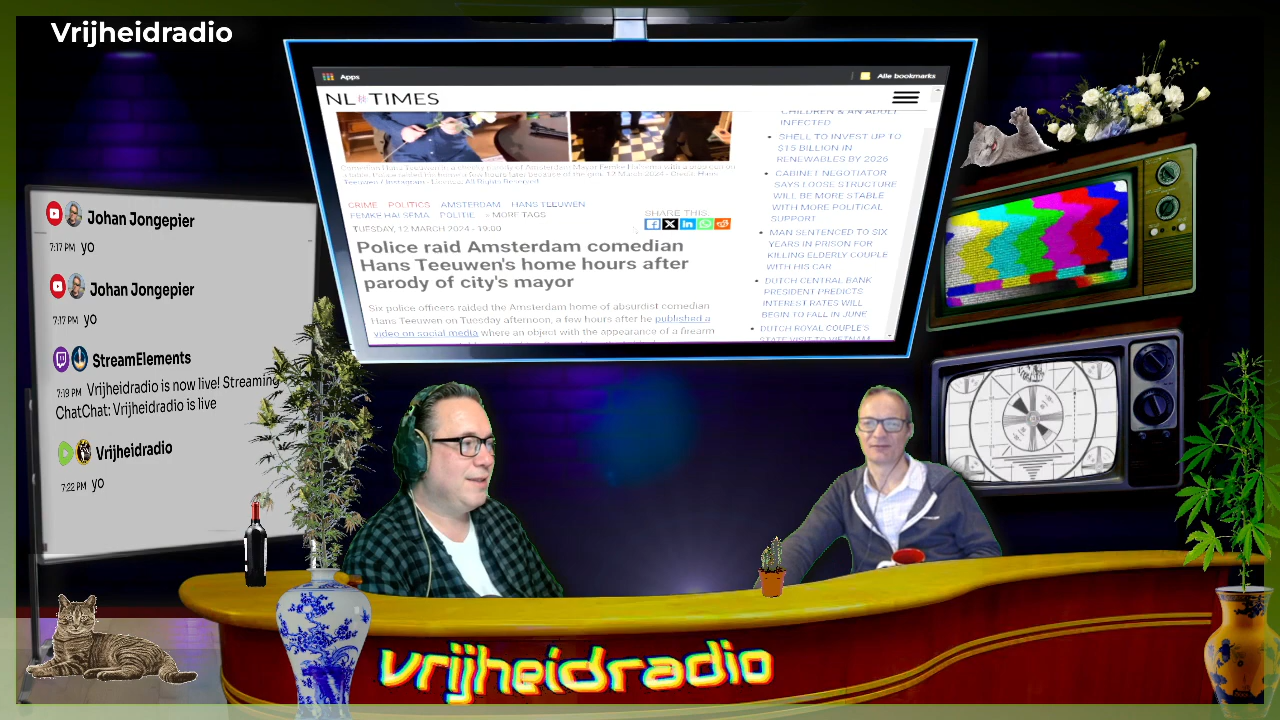 Vrijheidradio
Apps
Alle bookmarks
NL TIMES
CHILDREN & AN ADULT
INFECTED
SHELL TO INVEST UP TO
$15 BILLION IN
RENEWABLES BY 2026
CABINET NEGOTIATOR
SAYS LOOSE STRUCTURE
WILL BE MORE STABLE
WITH MORE POLITICAL
SUPPORT
MAN SENTENCED TO SIX
YEARS IN PRISON FOR
KILLING ELDERLY COUPLE
WITH HIS CAR
DUTCH CENTRAL BANK
PRESIDENT PREDICTS
INTEREST RATES WILL
BEGIN TO FALL IN JUNE
DUTCH ROYAL COUPLE'S
STATE VISIT TO VIETNAM
CRIME POLITICS AMSTERDAM HANS TEEUWEN
FEMKE HALSEMA POLITIE + MORE TAGS
SHARE THIS:
TUESDAY, 12 MARCH 2024 - 19:00
Police raid Amsterdam comedian
Hans Teeuwen's home hours after
parody of city's mayor
Six police officers raided the Amsterdam home of absurdist comedian
Hans Teeuwen on Tuesday afternoon, a few hours after he published a
video on social media where an object with the appearance of a firearm
Johan Jongepier
7:17 PM yo
Johan Jongepier
7:17 PM yo
StreamElements
7:19 PM Vrijheidradio is now live! Streaming
ChatChat: Vrijheidradio is live
Vrijheidradio
7:22 PM yo
vrijheidradio